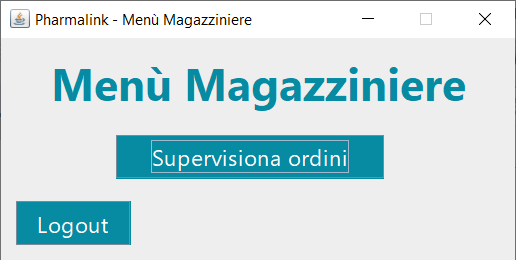 Pharmalink - Menù Magazziniere
Menù Magazziniere
Supervisiona ordini
Logout